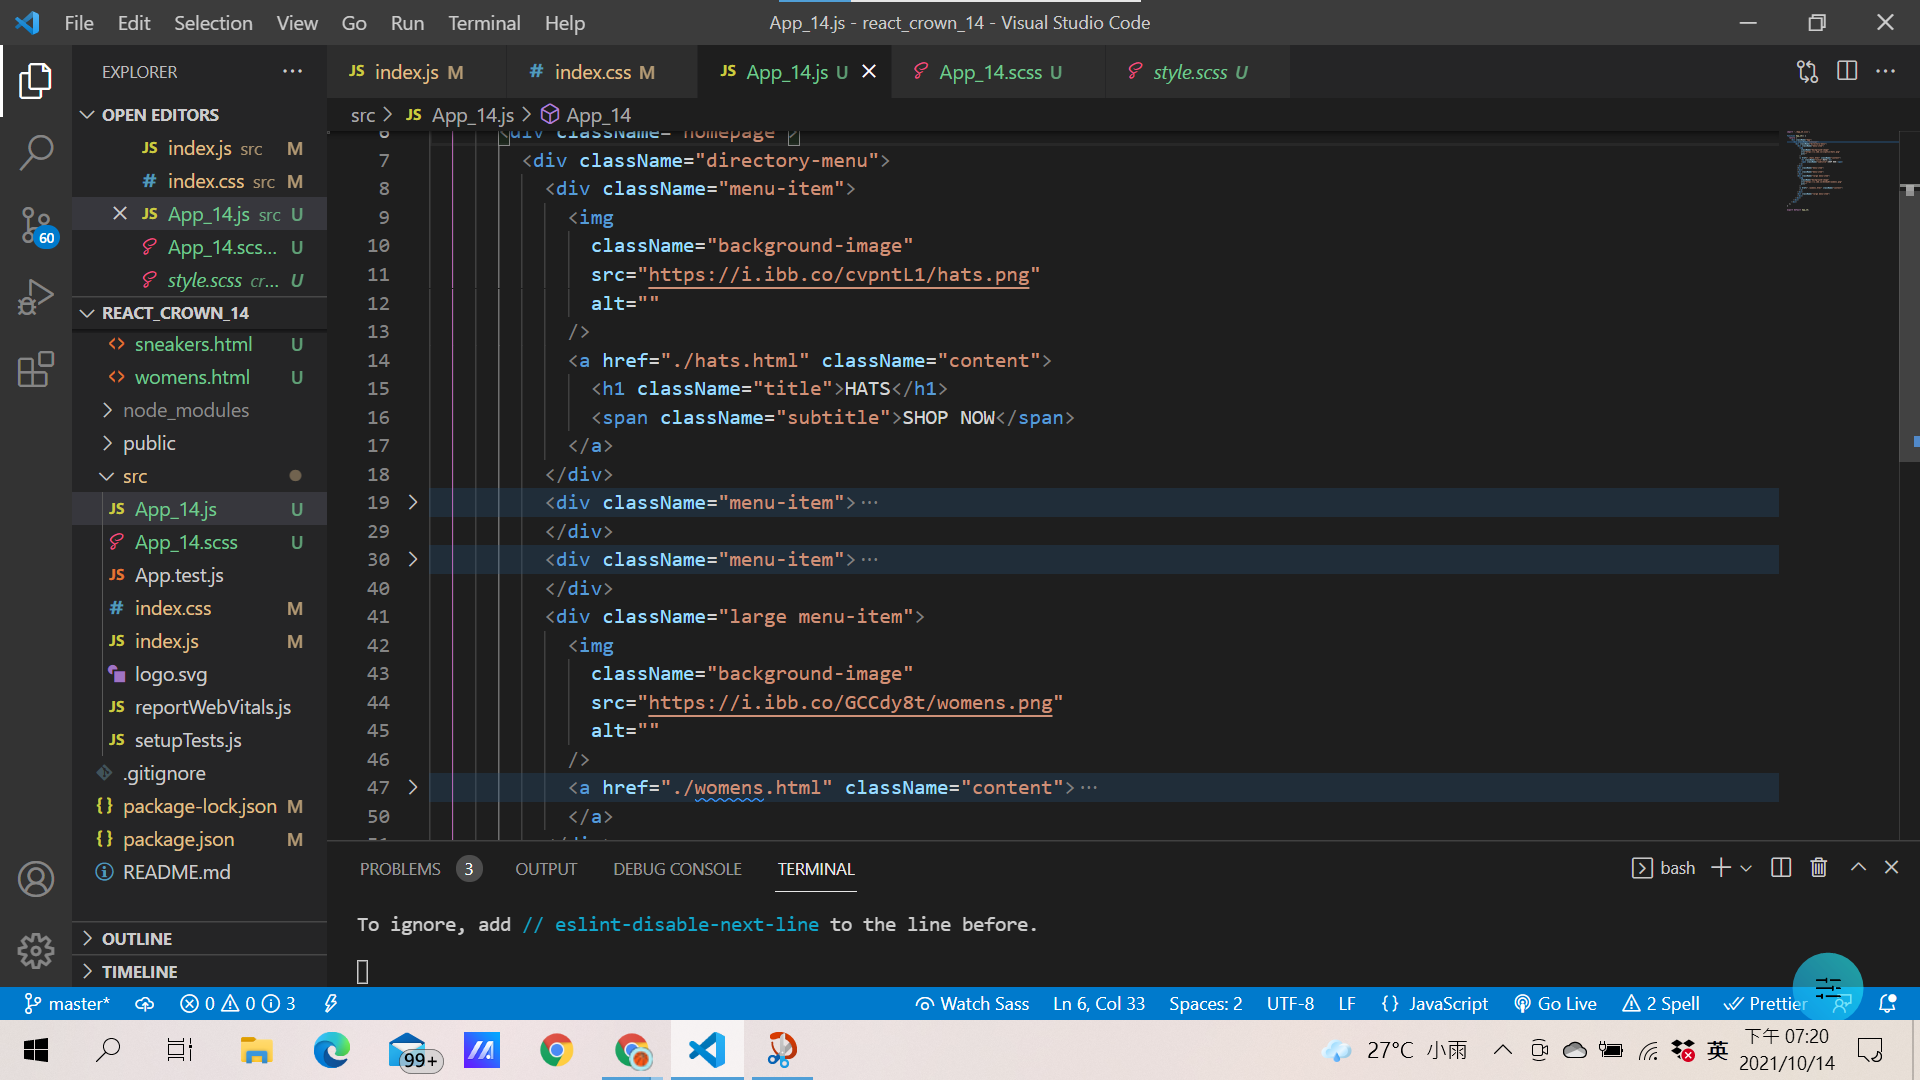 File Edit Selection View Go Run Terminal Help
App_14.js - react_crown_14 - Visual Studio Code
EXPLORER
JS index.js M
# index.css M
JS App_14.js U
App_14.scss U
style.scss U
OPEN EDITORS
JS index.js src M
# index.css src M
JS App_14.js src U
App_14.scs... U
style.scss cr... U
60
REACT_CROWN_14
sneakers.html U
womens.html U
node_modules
public
src
JS App_14.js U
App_14.scss U
JS App.test.js
# index.css M
JS index.js M
logo.svg
JS reportWebVitals.js
JS setupTests.js
.gitignore
{} package-lock.json M
{} package.json M
README.md
OUTLINE
TIMELINE
src > JS App_14.js > App_14
6 <div className="homepage">
7 <div className="directory-menu">
8 <div className="menu-item">
9 <img
10 className="background-image"
11 src="https://i.ibb.co/cvpntL1/hats.png"
12 alt=""
13 />
14 <a href="./hats.html" className="content">
15 <h1 className="title">HATS</h1>
16 <span className="subtitle">SHOP NOW</span>
17 </a>
18 </div>
19 <div className="menu-item">⋯
29 </div>
30 <div className="menu-item">⋯
40 </div>
41 <div className="large menu-item">
42 <img
43 className="background-image"
44 src="https://i.ibb.co/GCCdy8t/womens.png"
45 alt=""
46 />
47 <a href="./womens.html" className="content">⋯
50 </a>
PROBLEMS 3 OUTPUT DEBUG CONSOLE TERMINAL
bash
To ignore, add // eslint-disable-next-line to the line before.
master* 0 0 3
Watch Sass Ln 6, Col 33 Spaces: 2 UTF-8 LF {} JavaScript Go Live 2 Spell Prettier
99+
27°C 小雨
英
下午 07:20
2021/10/14